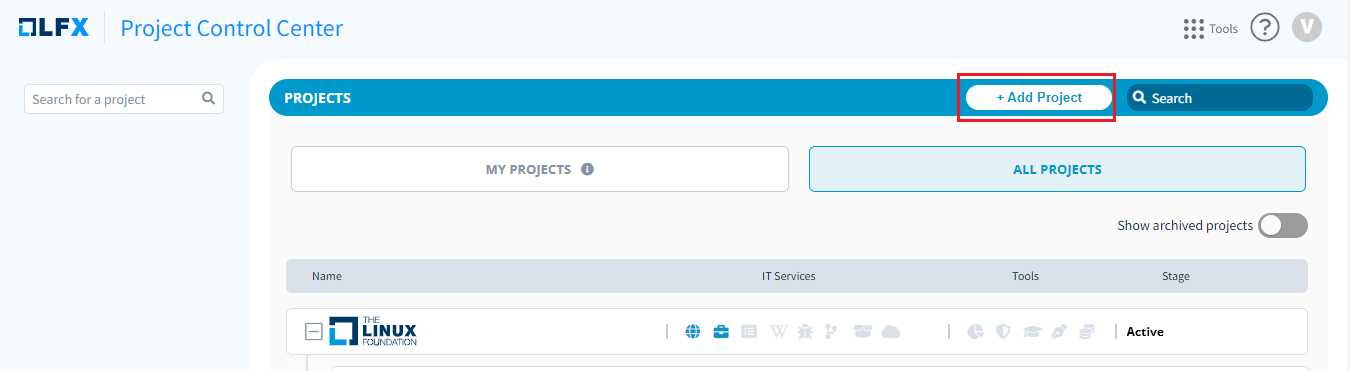 LFX Project Control Center
Tools ? V
Search for a project
PROJECTS + Add Project Search
MY PROJECTS i ALL PROJECTS
Show archived projects
Name IT Services Tools Stage
THE
LINUX
FOUNDATION
W Active